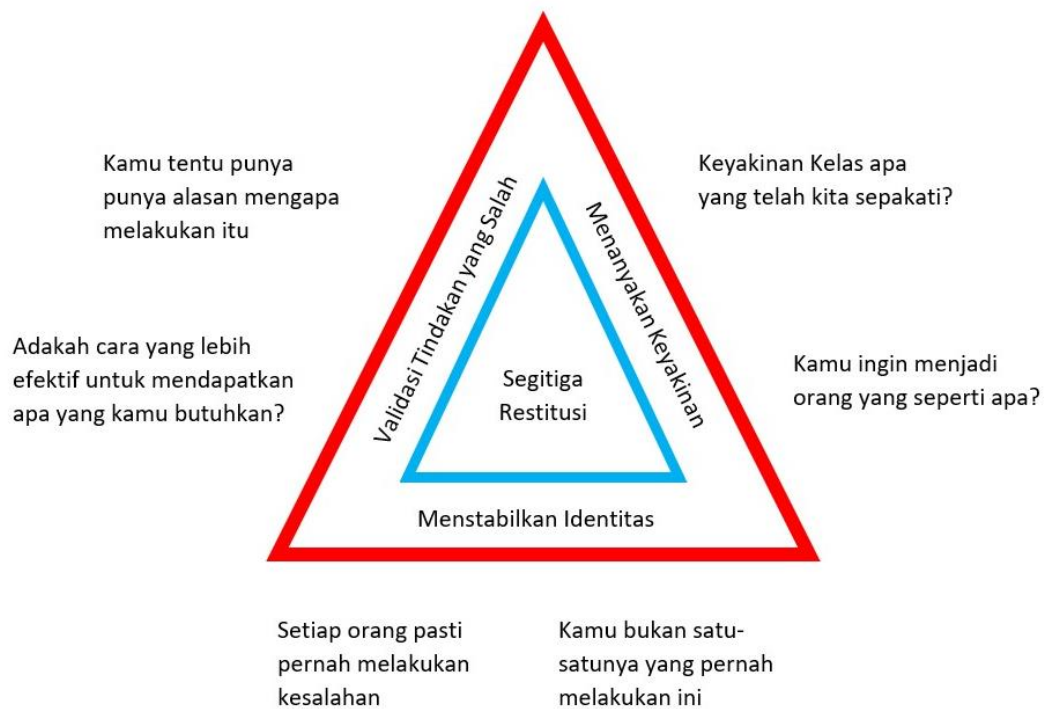 Kamu tentu punya
punya alasan mengapa
melakukan itu
Keyakinan Kelas apa
yang telah kita sepakati?
Validasi Tindakan yang Salah
Menanyakan Keyakinan
Adakah cara yang lebih
efektif untuk mendapatkan
apa yang kamu butuhkan?
Segitiga
Restitusi
Kamu ingin menjadi
orang yang seperti apa?
Menstabilkan Identitas
Setiap orang pasti
pernah melakukan
kesalahan
Kamu bukan satu-
satunya yang pernah
melakukan ini